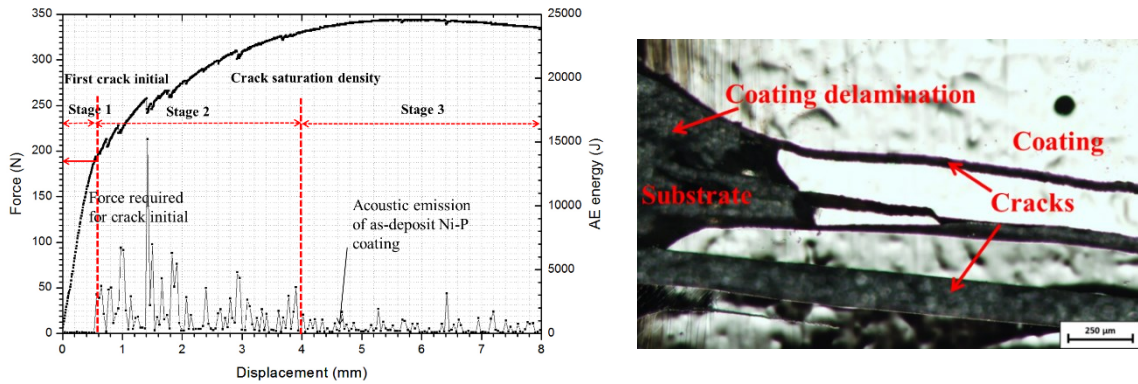 350
300
250
200
150
100
50
0
Force (N)
25000
20000
15000
10000
5000
0
AE energy (J)
0 1 2 3 4 5 6 7 8
Displacement (mm)
First crack initial
Crack saturation density
Stage 1
Stage 2
Stage 3
Force required
for crack initial
Acoustic emission
of as-deposit Ni-P
coating
Coating delamination
Coating
Substrate
Cracks
250 µm